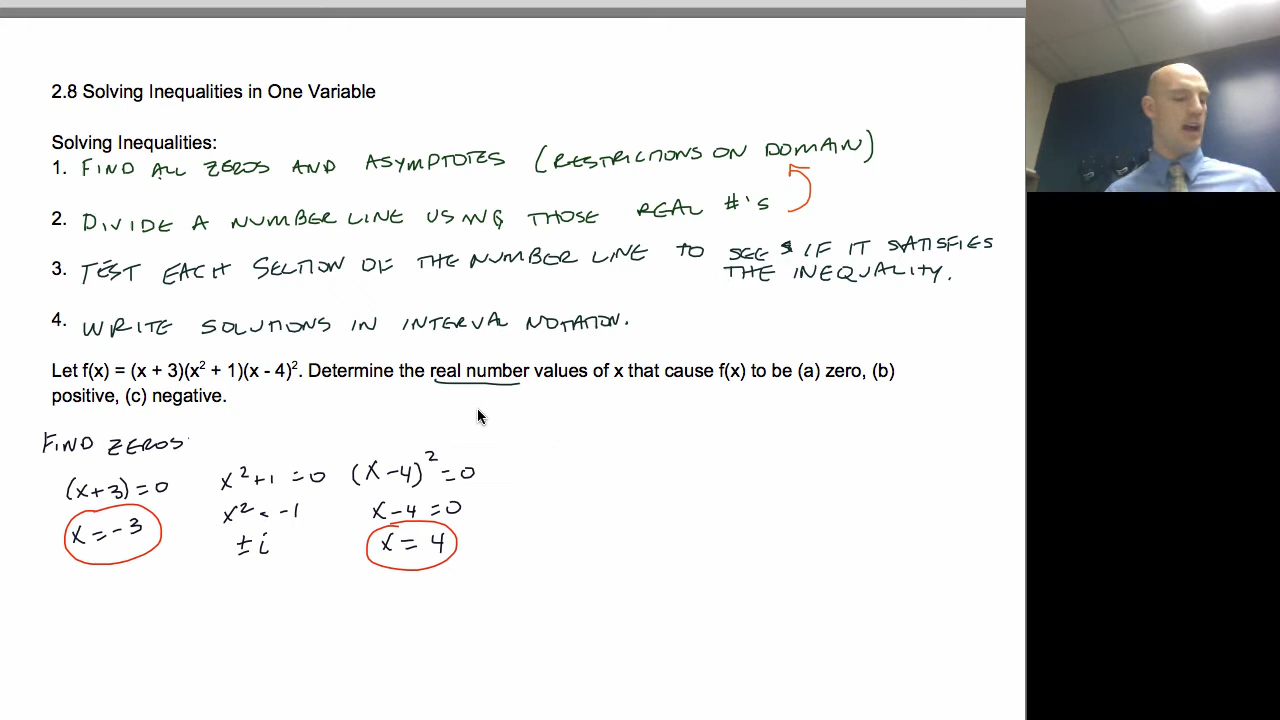 2.8 Solving Inequalities in One Variable
Solving Inequalities:
1. FIND ALL ZEROS AND ASYMPTOTES (RESTRICTIONS ON DOMAIN)
2. DIVIDE A NUMBER LINE USING THOSE REAL #'S
3. TEST EACH SECTION OF THE NUMBER LINE TO SEE IF IT SATISFIES
THE INEQUALITY.
4. WRITE SOLUTIONS IN INTERVAL NOTATION.
Let f(x) = (x + 3)(x² + 1)(x - 4)². Determine the real number values of x that cause f(x) to be (a) zero, (b)
positive, (c) negative.
FIND ZEROS
(x+3)=0 x²+1=0 (x-4)²=0
x=-3 x²=-1 x-4=0
±i x=4